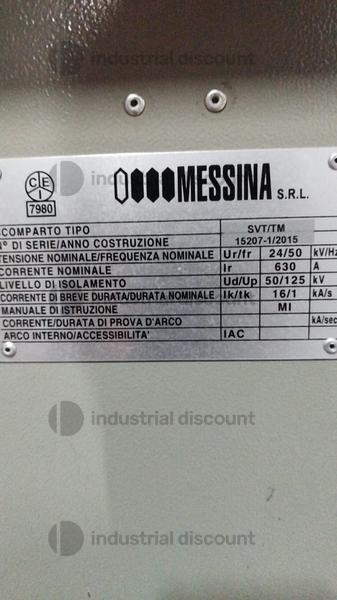 industrial discount
CEI
7980
MESSINA S.R.L.
SCOMPARTO TIPO SVT/TM
N° DI SERIE/ANNO COSTRUZIONE 15207-1/2015
TENSIONE NOMINALE/FREQUENZA NOMINALE Ur/fr 24/50 kV/Hz
CORRENTE NOMINALE Ir 630 A
LIVELLO DI ISOLAMENTO Ud/Up 50/125 kV
CORRENTE DI BREVE DURATA/DURATA NOMINALE Ik/tk 16/1 kA/s
MANUALE DI ISTRUZIONE MI
CORRENTE/DURATA DI PROVA D'ARCO kA/sec
ARCO INTERNO/ACCESSIBILITA' IAC
industrial discount
industrial discount